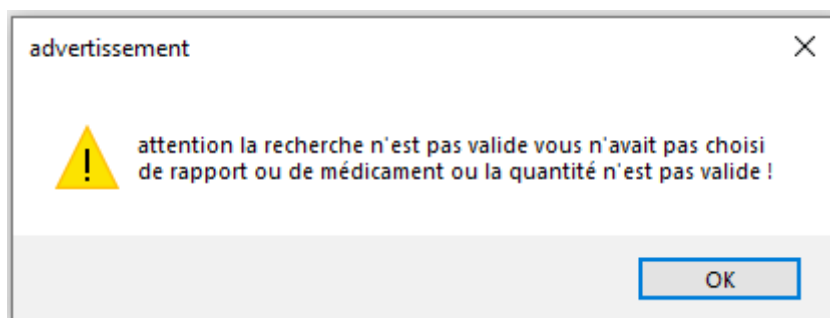 advertissement
attention la recherche n'est pas valide vous n'avait pas choisi
de rapport ou de médicament ou la quantité n'est pas valide !
OK